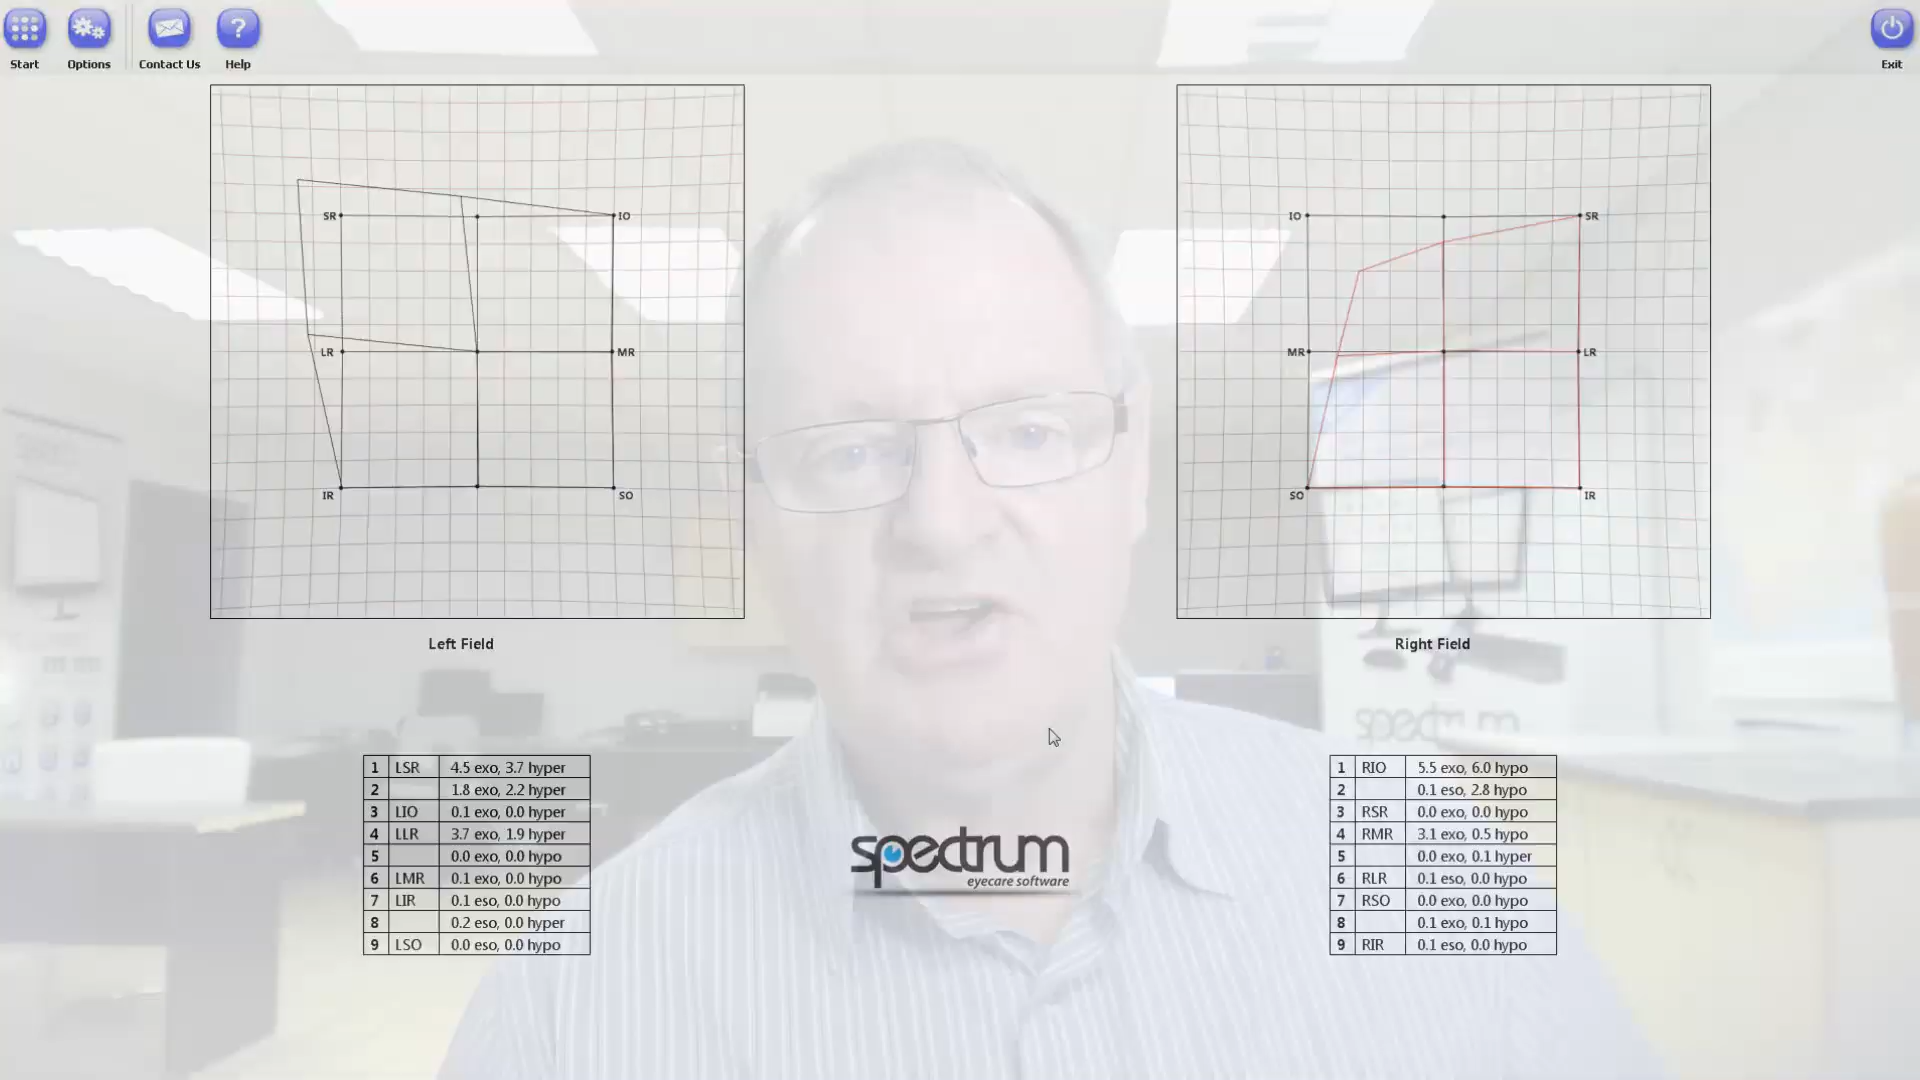 Start
Options
Contact Us
Help
Exit
SR
IO
LR
MR
IR
SO
Left Field
IO
SR
MR
LR
SO
IR
Right Field
1 LSR 4.5 exo, 3.7 hyper
2 1.8 exo, 2.2 hyper
3 LIO 0.1 exo, 0.0 hyper
4 LLR 3.7 exo, 1.9 hyper
5 0.0 exo, 0.0 hypo
6 LMR 0.1 exo, 0.0 hypo
7 LIR 0.1 eso, 0.0 hypo
8 0.2 eso, 0.0 hyper
9 LSO 0.0 eso, 0.0 hypo
1 RIO 5.5 exo, 6.0 hypo
2 0.1 eso, 2.8 hypo
3 RSR 0.0 exo, 0.0 hypo
4 RMR 3.1 exo, 0.5 hypo
5 0.0 exo, 0.1 hyper
6 RLR 0.1 exo, 0.0 hypo
7 RSO 0.0 exo, 0.0 hypo
8 0.1 exo, 0.1 hypo
9 RIR 0.1 eso, 0.0 hypo
spectrum
eyecare software
spectrum